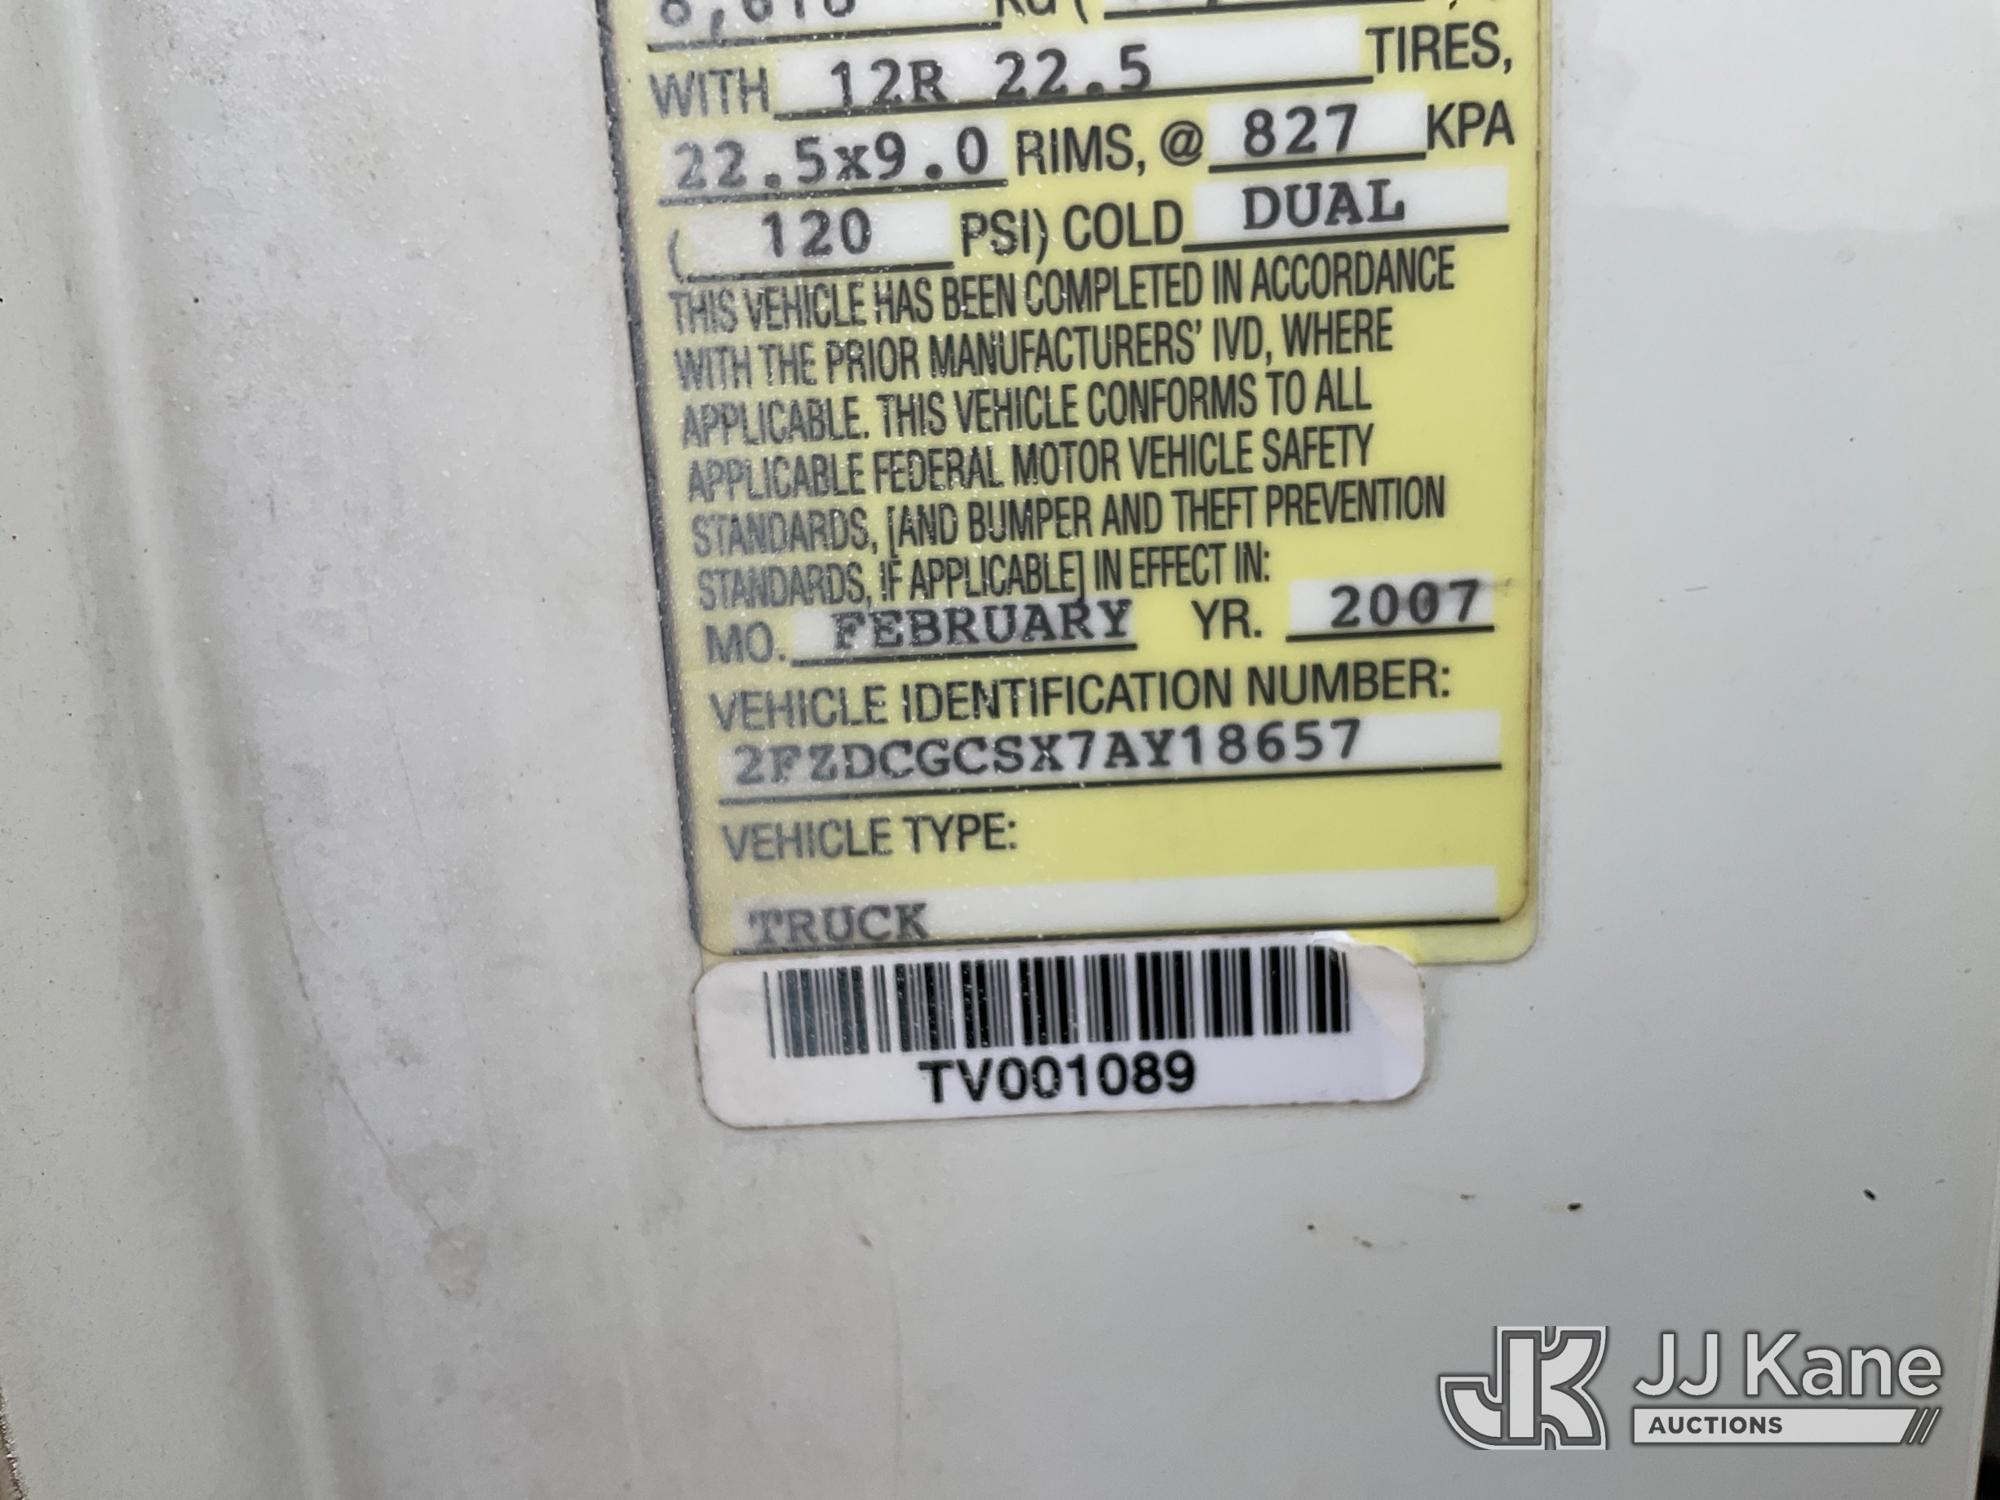 KG (
WITH 12R 22.5 TIRES,
22.5x9.0 RIMS, @ 827 KPA
( 120 PSI) COLD DUAL
THIS VEHICLE HAS BEEN COMPLETED IN ACCORDANCE
WITH THE PRIOR MANUFACTURERS' IVD, WHERE
APPLICABLE. THIS VEHICLE CONFORMS TO ALL
APPLICABLE FEDERAL MOTOR VEHICLE SAFETY
STANDARDS, [AND BUMPER AND THEFT PREVENTION
STANDARDS, IF APPLICABLE] IN EFFECT IN:
MO. FEBRUARY YR. 2007
VEHICLE IDENTIFICATION NUMBER:
2FZDCGCSX7AY18657
VEHICLE TYPE:
TRUCK
TV001089
JK JJ Kane
AUCTIONS